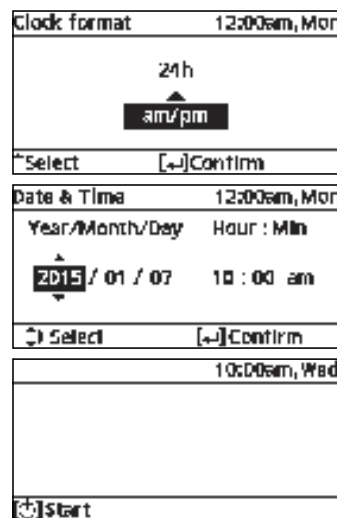 Clock format 12:00am, Mon
24h
am/pm
Select [↵]Confirm
Date & Time 12:00am, Mon
Year/Month/Day Hour : Min
2015 / 01 / 07 10 : 00 am
Select [↵]Confirm
10:00am, Wed
[⏻]Start